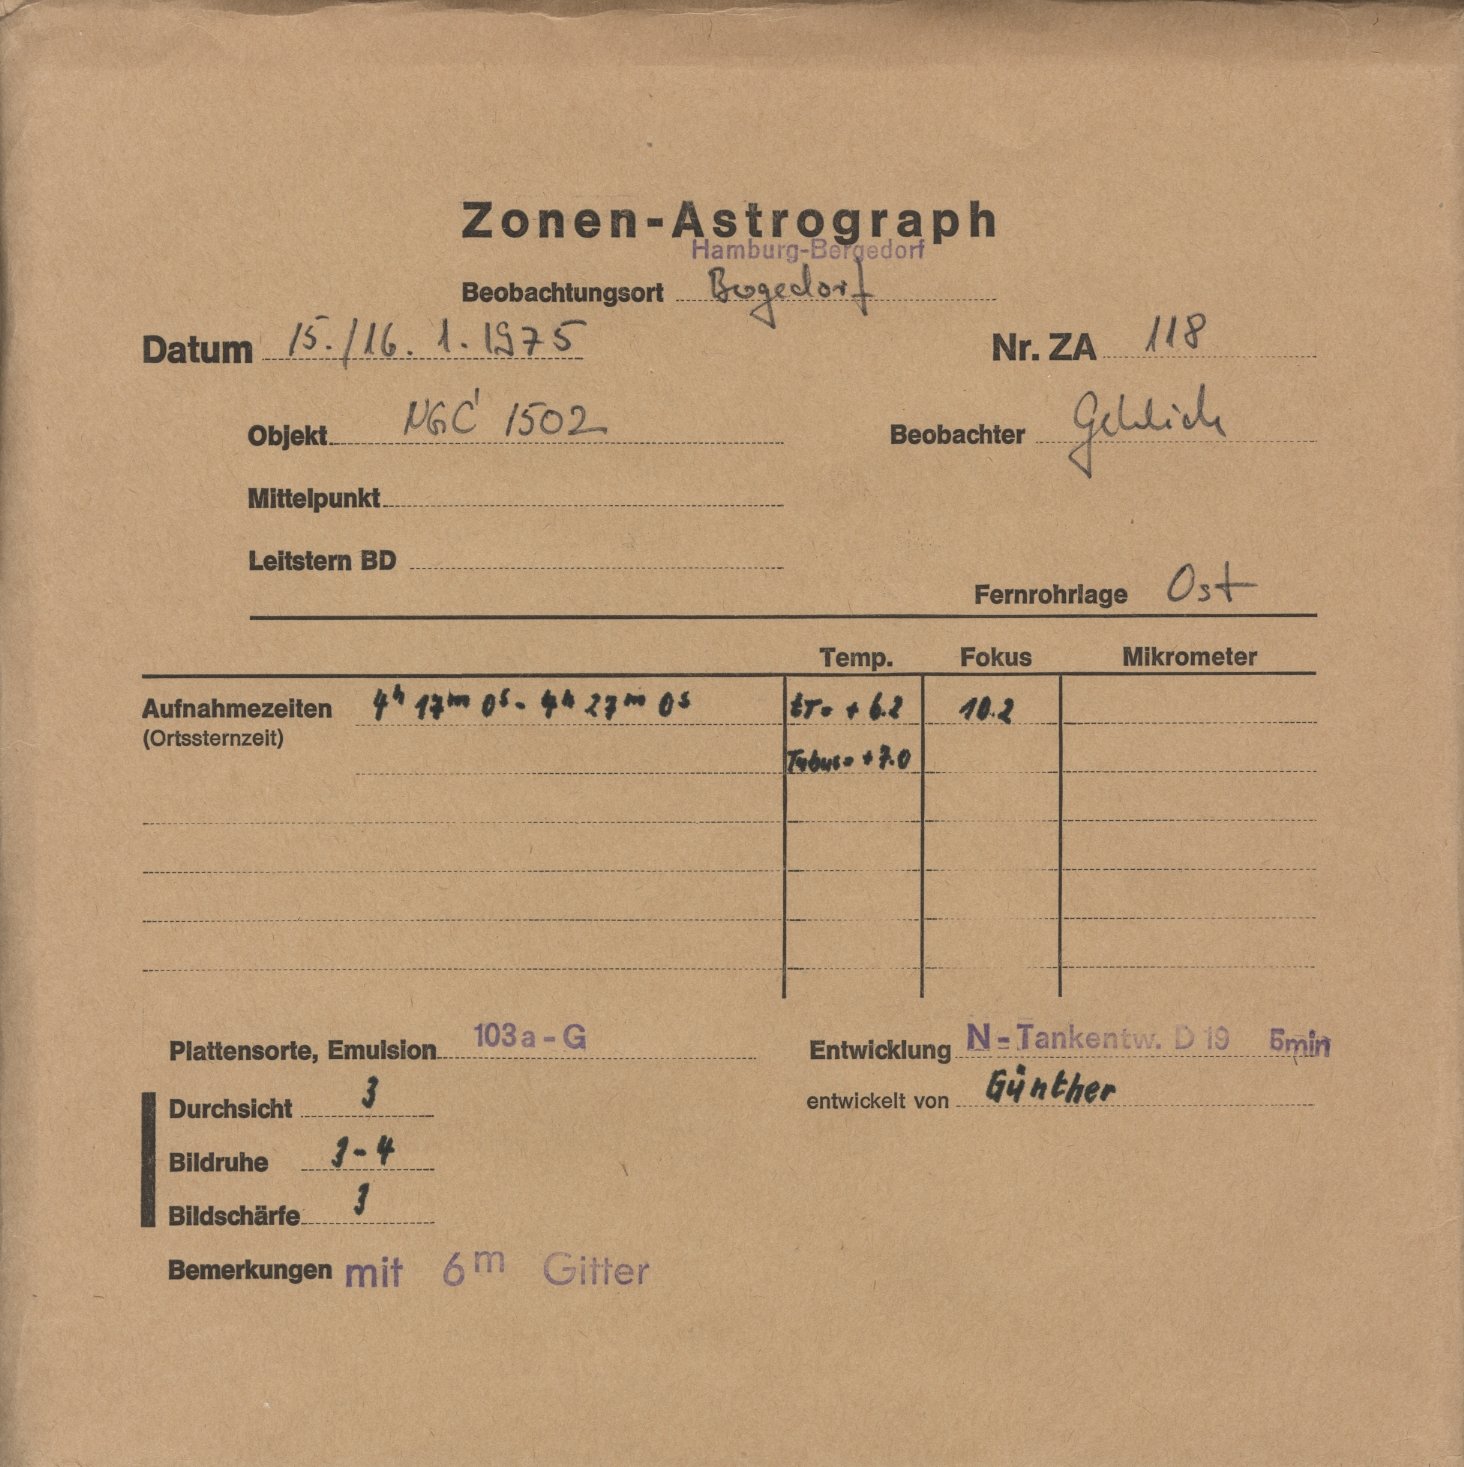 Zonen-Astrograph
Hamburg-Bergedorf
Beobachtungsort Bergedorf
Datum 15./16. 1. 1975
Nr. ZA 118
Objekt NGC 1502
Beobachter Gehlich
Mittelpunkt
Leitstern BD
Fernrohrlage Ost
Temp. Fokus Mikrometer
Aufnahmezeiten 4h 17m 0s - 4h 27m 0s tr= + 6.2 10.2
(Ortssternzeit)
Tubus= +7.0
Plattensorte, Emulsion 103a-G
Entwicklung N-Tankentw. D 19 5min
Durchsicht 3
entwickelt von Günther
Bildruhe 3-4
Bildschärfe 3
Bemerkungen mit 6m Gitter